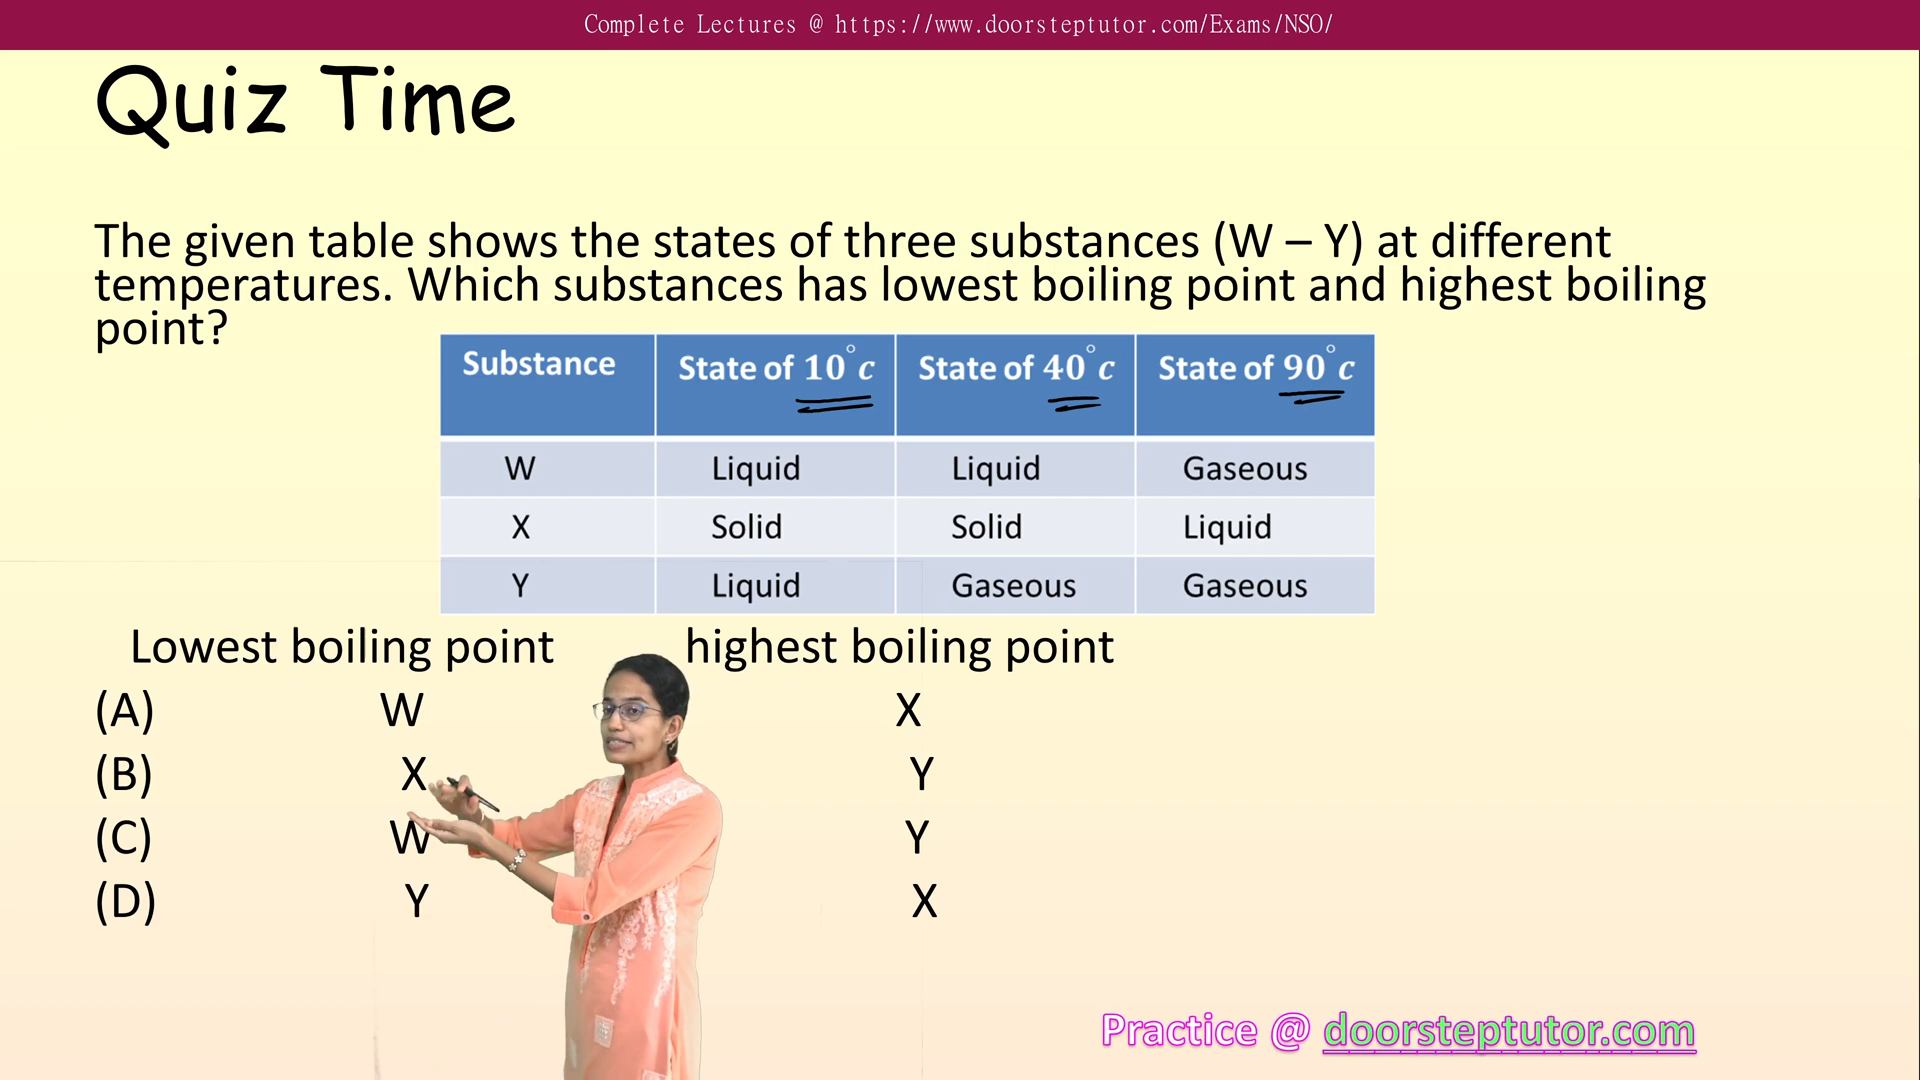 Complete Lectures @ https://www.doorsteptutor.com/Exams/NSO/
Quiz Time
The given table shows the states of three substances (W – Y) at different
temperatures. Which substances has lowest boiling point and highest boiling
point?
Substance State of 10°c State of 40°c State of 90°c
W Liquid Liquid Gaseous
X Solid Solid Liquid
Y Liquid Gaseous Gaseous
Lowest boiling point highest boiling point
(A) W X
(B) X Y
(C) W Y
(D) Y X
Practice @ doorsteptutor.com